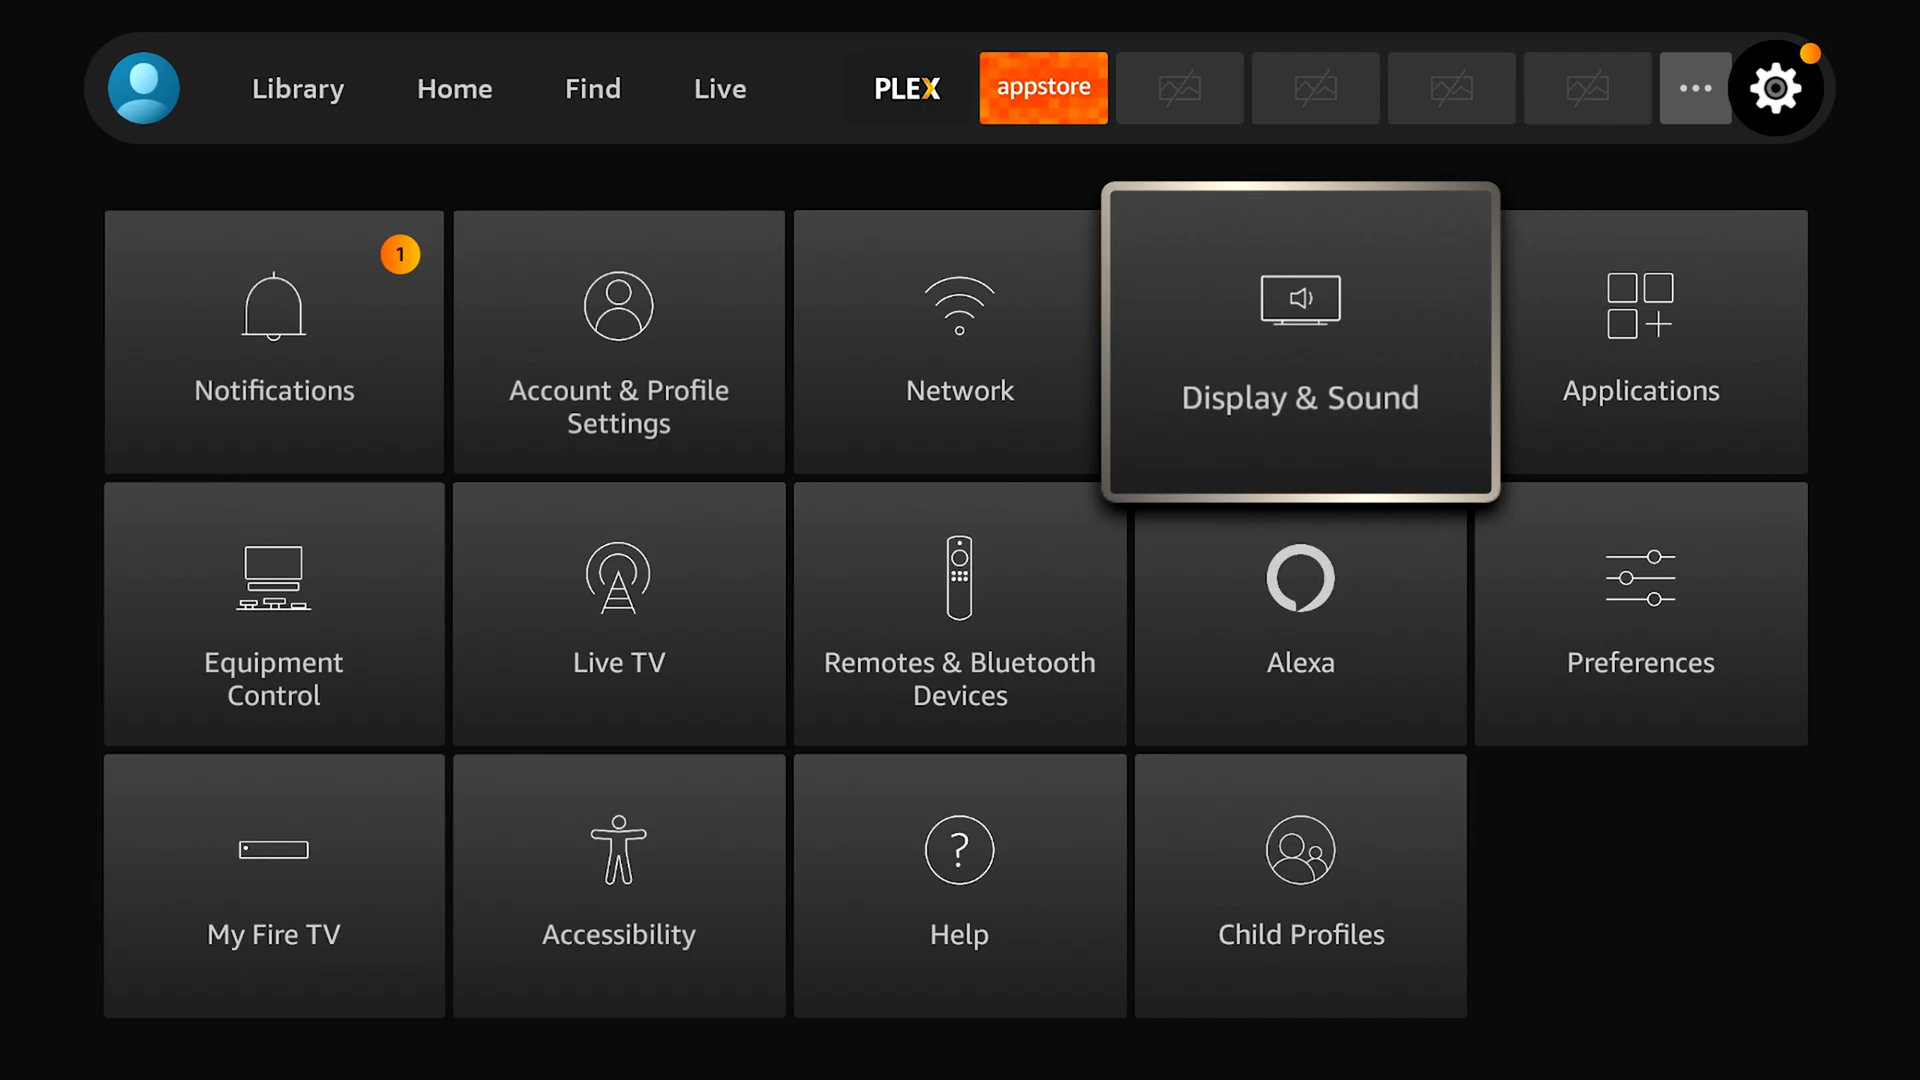 Library
Home
Find
Live
PLEX
appstore
1
Notifications
Account & Profile
Settings
Network
Display & Sound
Applications
Equipment
Control
Live TV
Remotes & Bluetooth
Devices
Alexa
Preferences
My Fire TV
Accessibility
?
Help
Child Profiles